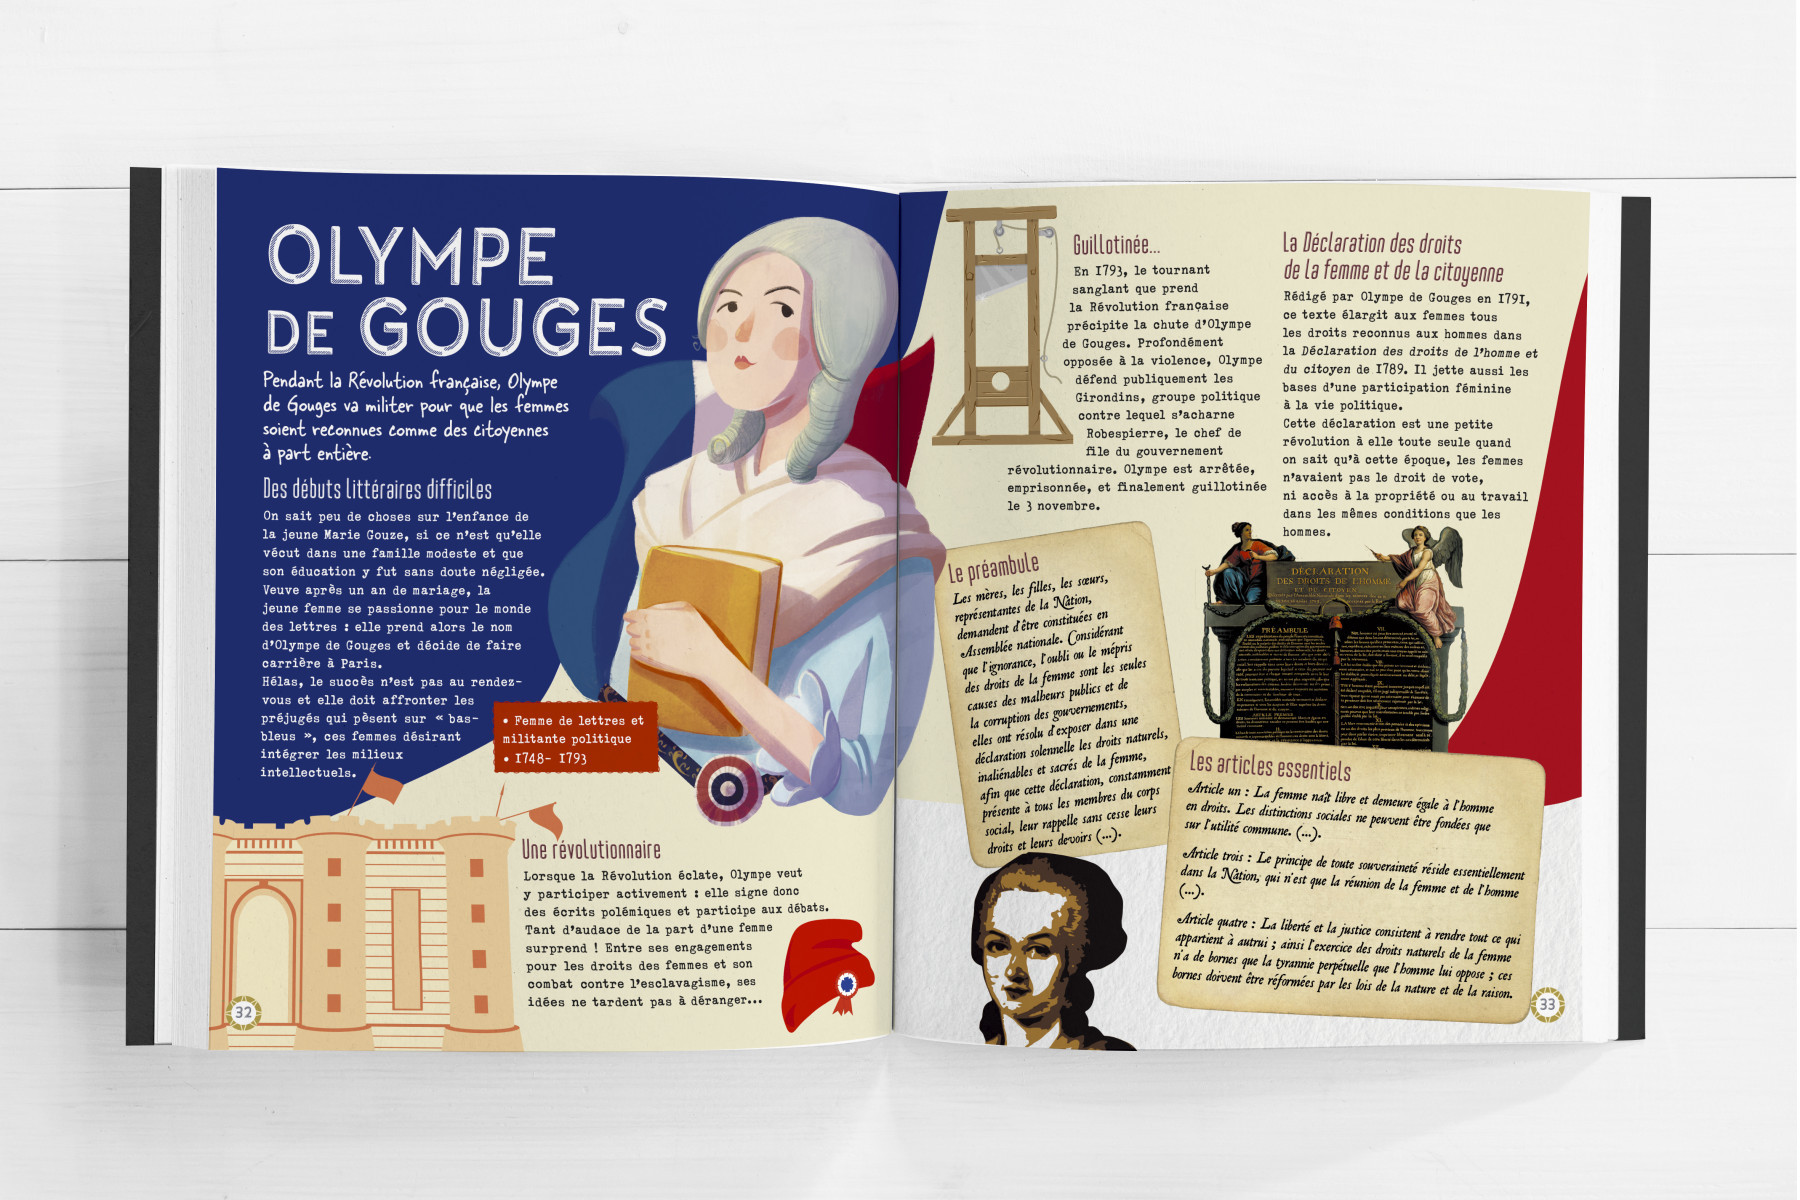 OLYMPE
DE GOUGES
Pendant la Révolution française, Olympe
de Gouges va militer pour que les femmes
soient reconnues comme des citoyennes
à part entière.
Des débuts littéraires difficiles
On sait peu de choses sur l'enfance de
la jeune Marie Gouze, si ce n'est qu'elle
vécut dans une famille modeste et que
son éducation y fut sans doute négligée.
Veuve après un an de mariage, la
jeune femme se passionne pour le monde
des lettres : elle prend alors le nom
d'Olympe de Gouges et décide de faire
carrière à Paris.
Hélas, le succès n'est pas au rendez-
vous et elle doit affronter les
préjugés qui pèsent sur « bas-
bleus », ces femmes désirant
intégrer les milieux
intellectuels.
• Femme de lettres et
militante politique
• 1748- 1793
Une révolutionnaire
Lorsque la Révolution éclate, Olympe veut
y participer activement : elle signe donc
des écrits polémiques et participe aux débats.
Tant d'audace de la part d'une femme
surprend ! Entre ses engagements
pour les droits des femmes et son
combat contre l'esclavagisme, ses
idées ne tardent pas à déranger...
32
Guillotinée...
En 1793, le tournant
sanglant que prend
la Révolution française
précipite la chute d'Olympe
de Gouges. Profondément
opposée à la violence, Olympe
défend publiquement les
Girondins, groupe politique
contre lequel s'acharne
Robespierre, le chef de
file du gouvernement
révolutionnaire. Olympe est arrêtée,
emprisonnée, et finalement guillotinée
le 3 novembre.
La Déclaration des droits
de la femme et de la citoyenne
Rédigé par Olympe de Gouges en 1791,
ce texte élargit aux femmes tous
les droits reconnus aux hommes dans
la Déclaration des droits de l'homme et
du citoyen de 1789. Il jette aussi les
bases d'une participation féminine
à la vie politique.
Cette déclaration est une petite
révolution à elle toute seule quand
on sait qu'à cette époque, les femmes
n'avaient pas le droit de vote,
ni accès à la propriété ou au travail
dans les mêmes conditions que les
hommes.
Le préambule
Les mères, les filles, les sœurs,
représentantes de la Nation,
demandent d'être constituées en
Assemblée nationale. Considérant
que l'ignorance, l'oubli ou le mépris
des droits de la femme sont les seules
causes des malheurs publics et de
la corruption des gouvernements,
elles ont résolu d'exposer dans une
déclaration solennelle les droits naturels,
inaliénables et sacrés de la femme,
afin que cette déclaration, constamment
présente à tous les membres du corps
social, leur rappelle sans cesse leurs
droits et leurs devoirs (...).
DÉCLARATION
DES DROITS DE L'HOMME
ET DU CITOYEN
PRÉAMBULE
Les articles essentiels
Article un : La femme naît libre et demeure égale à l'homme
en droits. Les distinctions sociales ne peuvent être fondées que
sur l'utilité commune. (...).
Article trois : Le principe de toute souveraineté réside essentiellement
dans la Nation, qui n'est que la réunion de la femme et de l'homme
(...).
Article quatre : La liberté et la justice consistent à rendre tout ce qui
appartient à autrui ; ainsi l'exercice des droits naturels de la femme
n'a de bornes que la tyrannie perpétuelle que l'homme lui oppose ; ces
bornes doivent être réformées par les lois de la nature et de la raison.
33